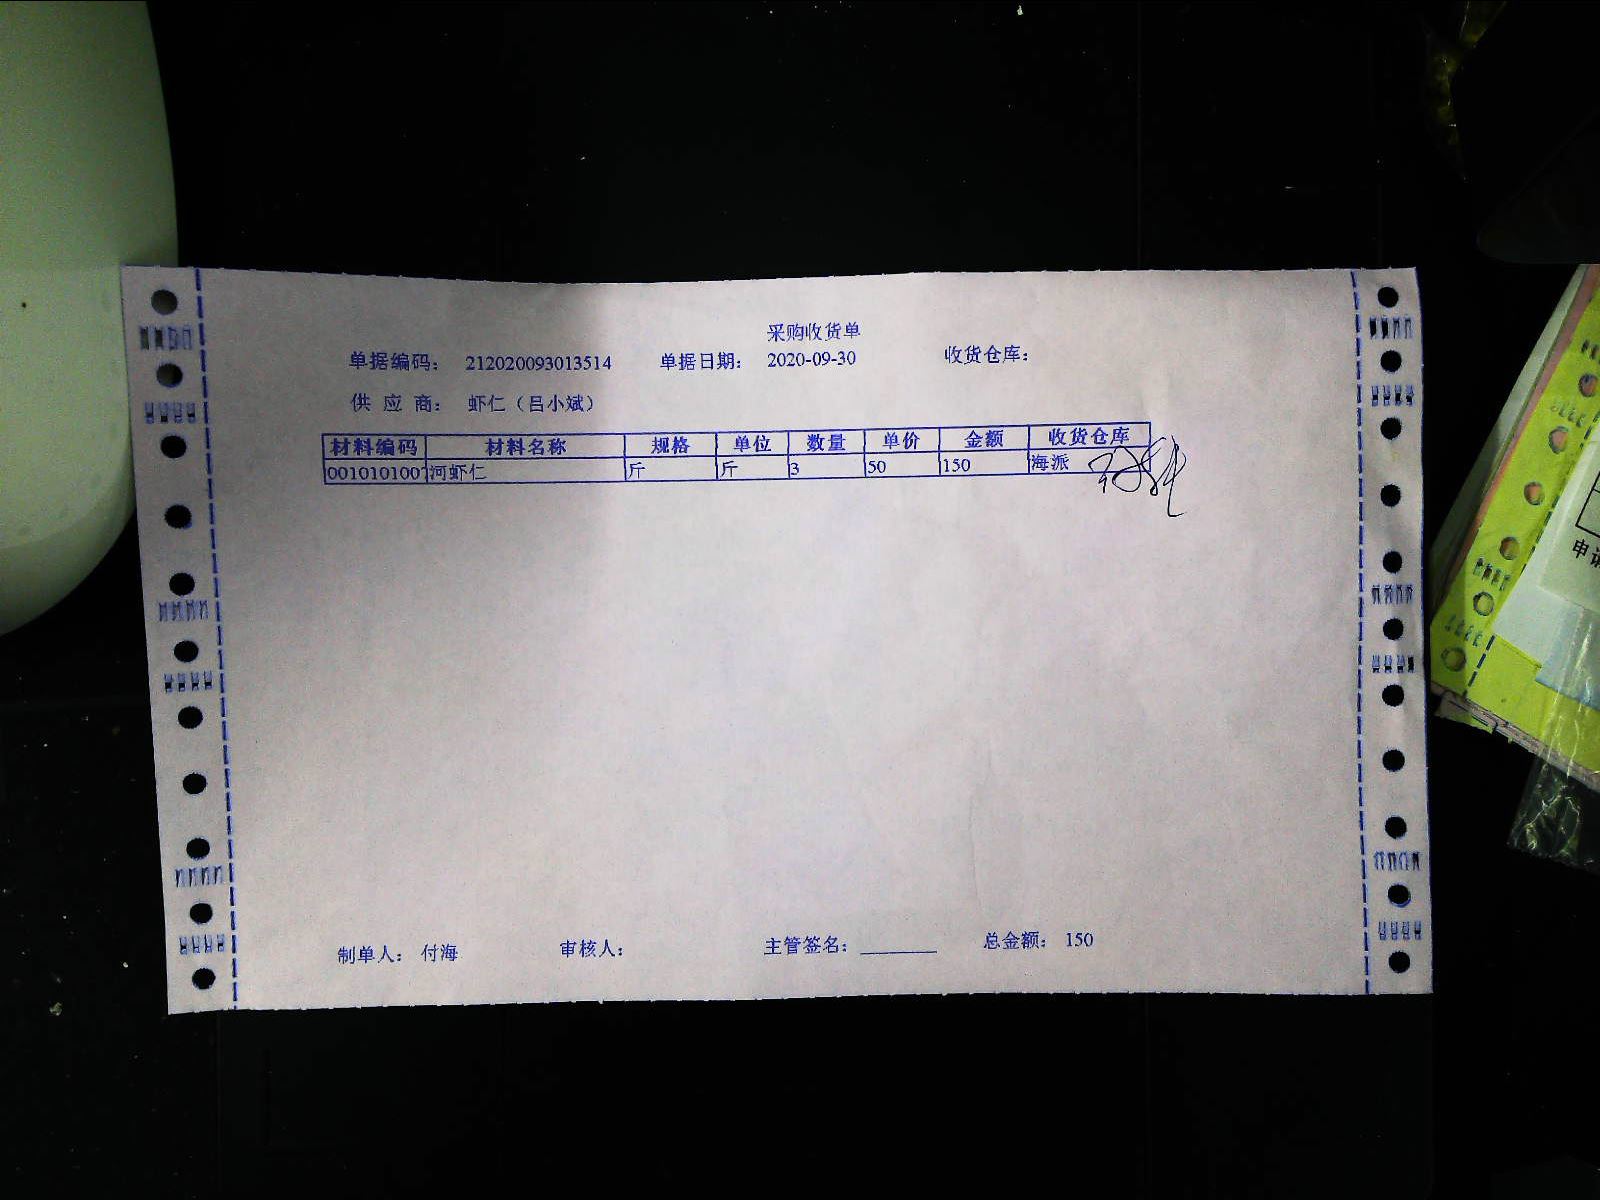 采购收货单
单据编码: 212020093013514 单据日期: 2020-09-30 收货仓库:
供 应 商: 虾仁（吕小斌）
材料编码 材料名称 规格 单位 数量 单价 金额 收货仓库
001010100 河虾仁 斤 斤 3 50 150 海派
制单人: 付海 审核人: 主管签名: ________ 总金额: 150
申请